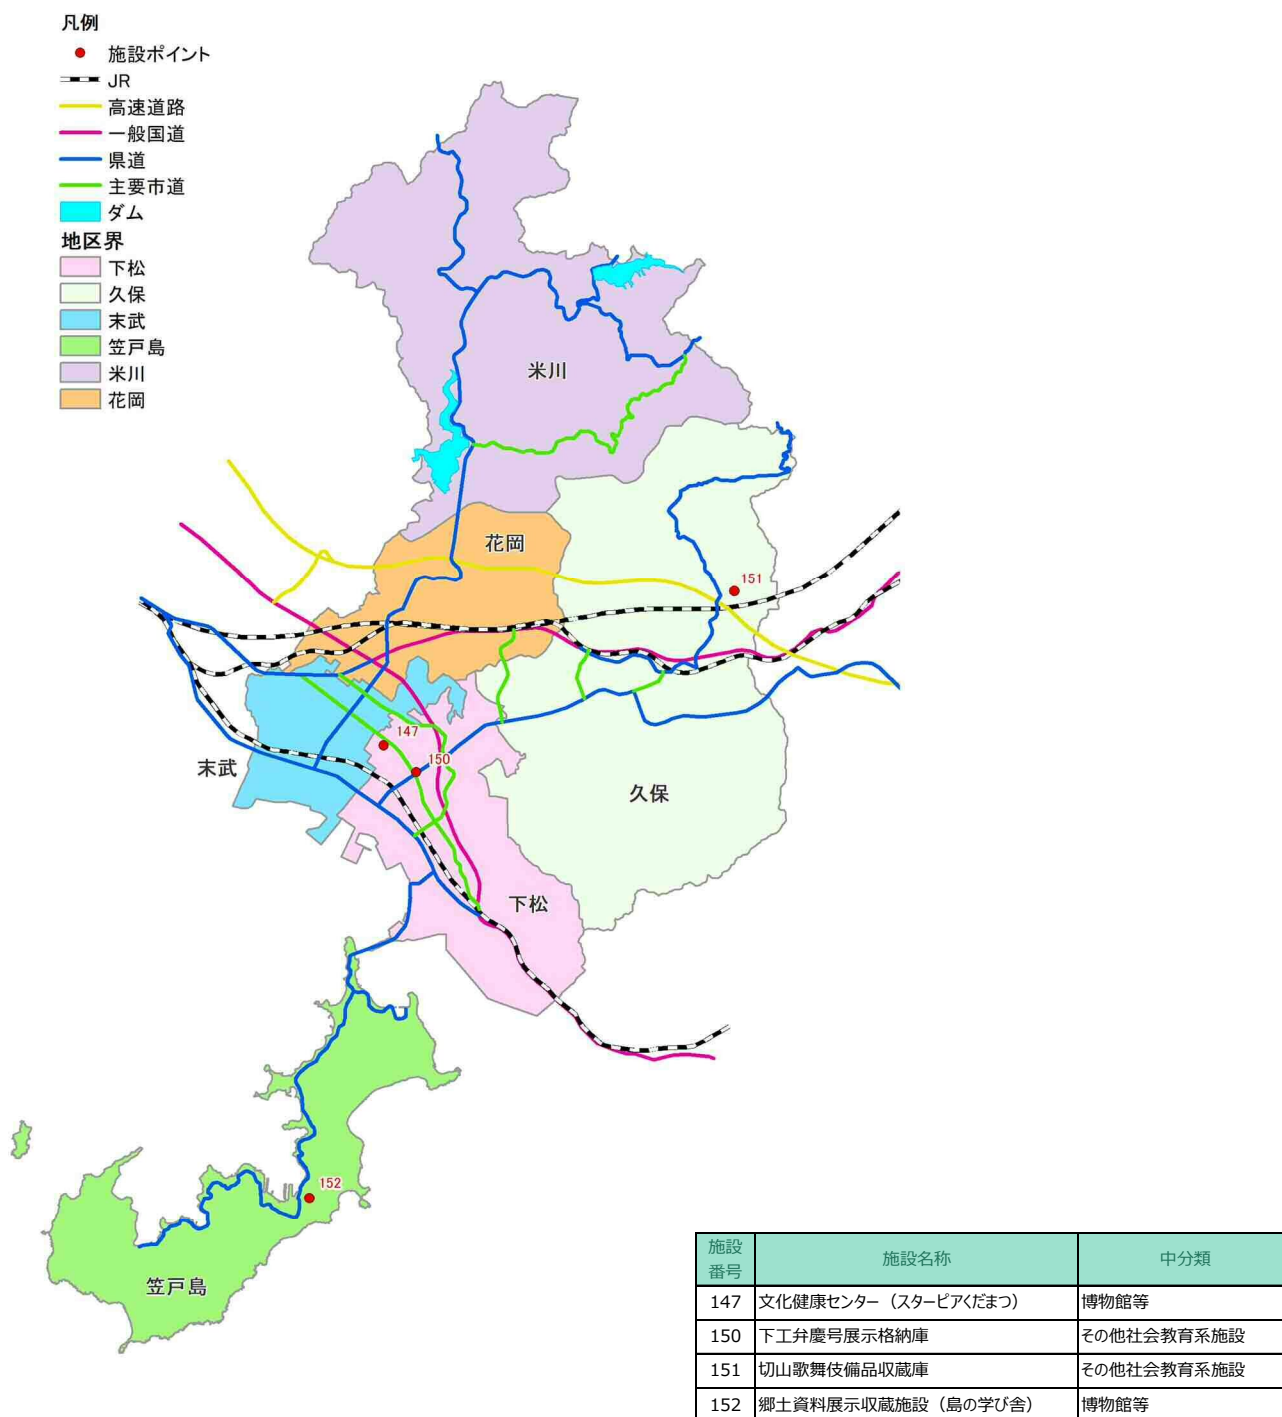 凡例
施設ポイント
JR
高速道路
一般国道
県道
主要市道
ダム
地区界
下松
久保
末武
笠戸島
米川
花岡
米川
花岡
151
147
150
末武
久保
下松
152
笠戸島
施設番号 施設名称 中分類
147 文化健康センター（スターピアくだまつ） 博物館等
150 下工弁慶号展示格納庫 その他社会教育系施設
151 切山歌舞伎備品収蔵庫 その他社会教育系施設
152 郷土資料展示収蔵施設（島の学び舎） 博物館等